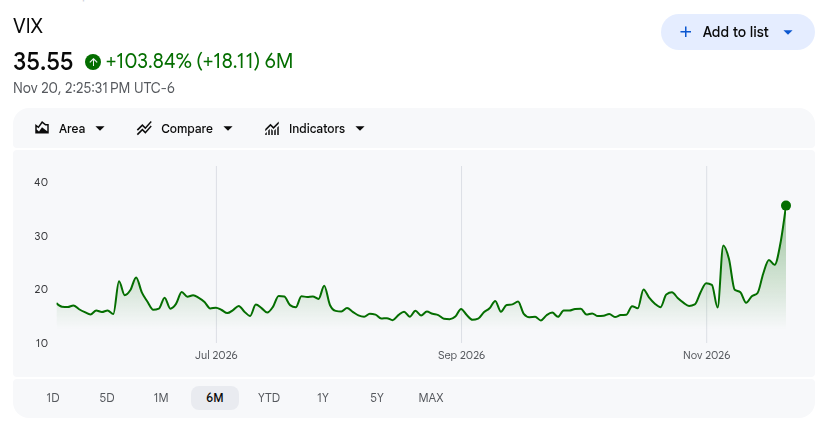 VIX
Add to list
35.55 +103.84% (+18.11) 6M
Nov 20, 2:25:31 PM UTC-6
Area Compare Indicators
40
30
20
10
Jul 2026 Sep 2026 Nov 2026
1D 5D 1M 6M YTD 1Y 5Y MAX